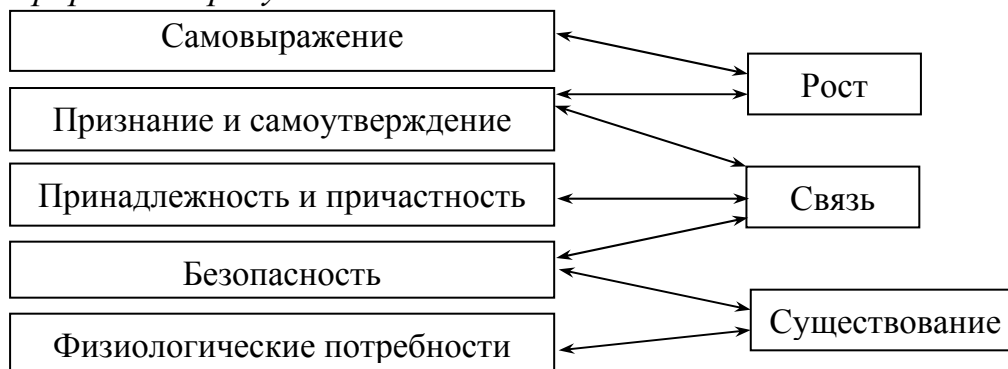 Самовыражение
Рост
Признание и самоутверждение
Принадлежность и причастность
Связь
Безопасность
Существование
Физиологические потребности